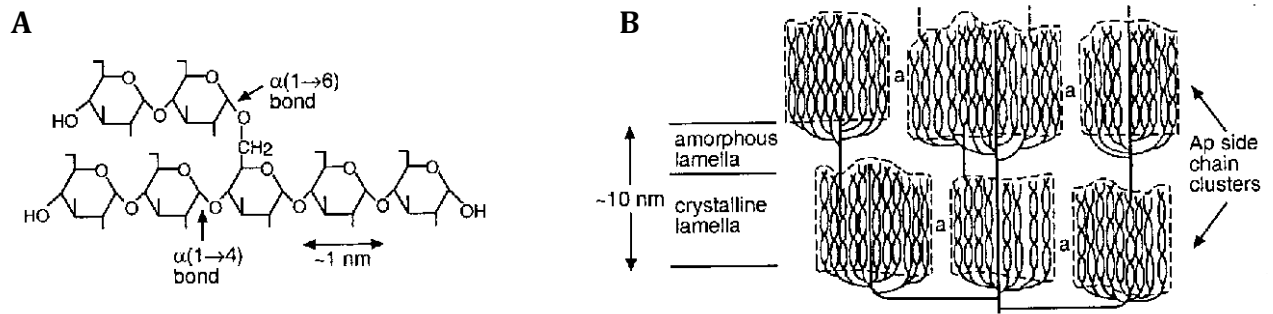 A
α(1→6)
bond
HO
O
O
O
O
CH2
HO
O
O
O
O
O
O
O
O
O
OH
α(1→4)
bond
~1 nm
B
a
a
amorphous
lamella
~10 nm
crystalline
lamella
a
a
Ap side
chain
clusters